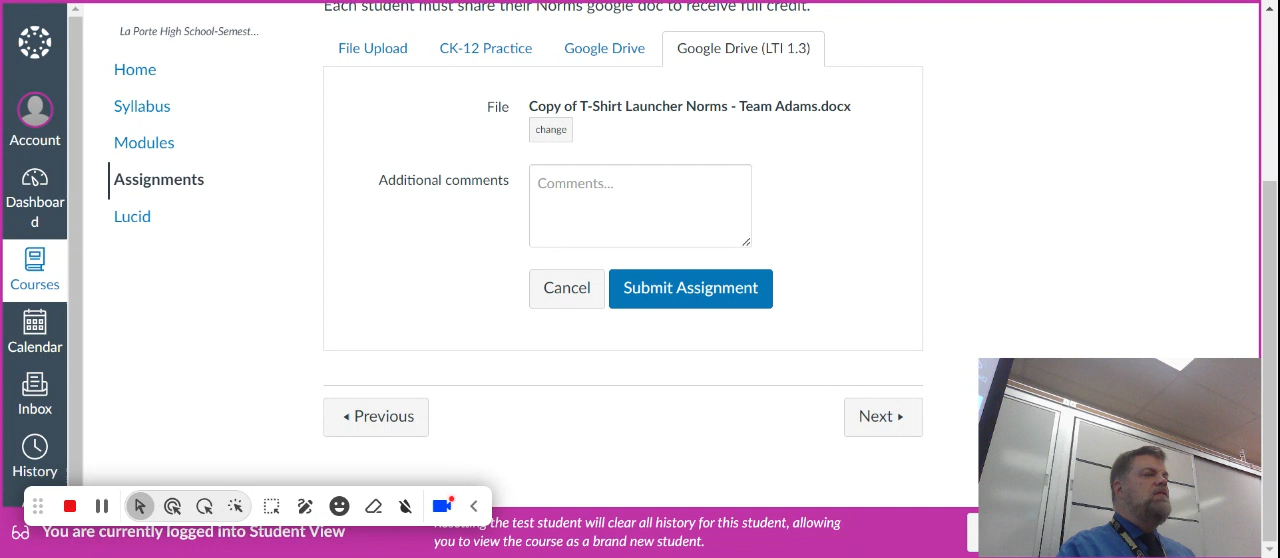 Each student must share their Norms google doc to receive full credit.
La Porte High School-Semest...
Home
Syllabus
Modules
Assignments
Lucid
Account
Dashboar
d
Courses
Calendar
Inbox
History
File Upload
CK-12 Practice
Google Drive
Google Drive (LTI 1.3)
File
Copy of T-Shirt Launcher Norms - Team Adams.docx
change
Additional comments
Comments...
Cancel
Submit Assignment
Previous
Next
You are currently logged into Student View
the test student will clear all history for this student, allowing
you to view the course as a brand new student.